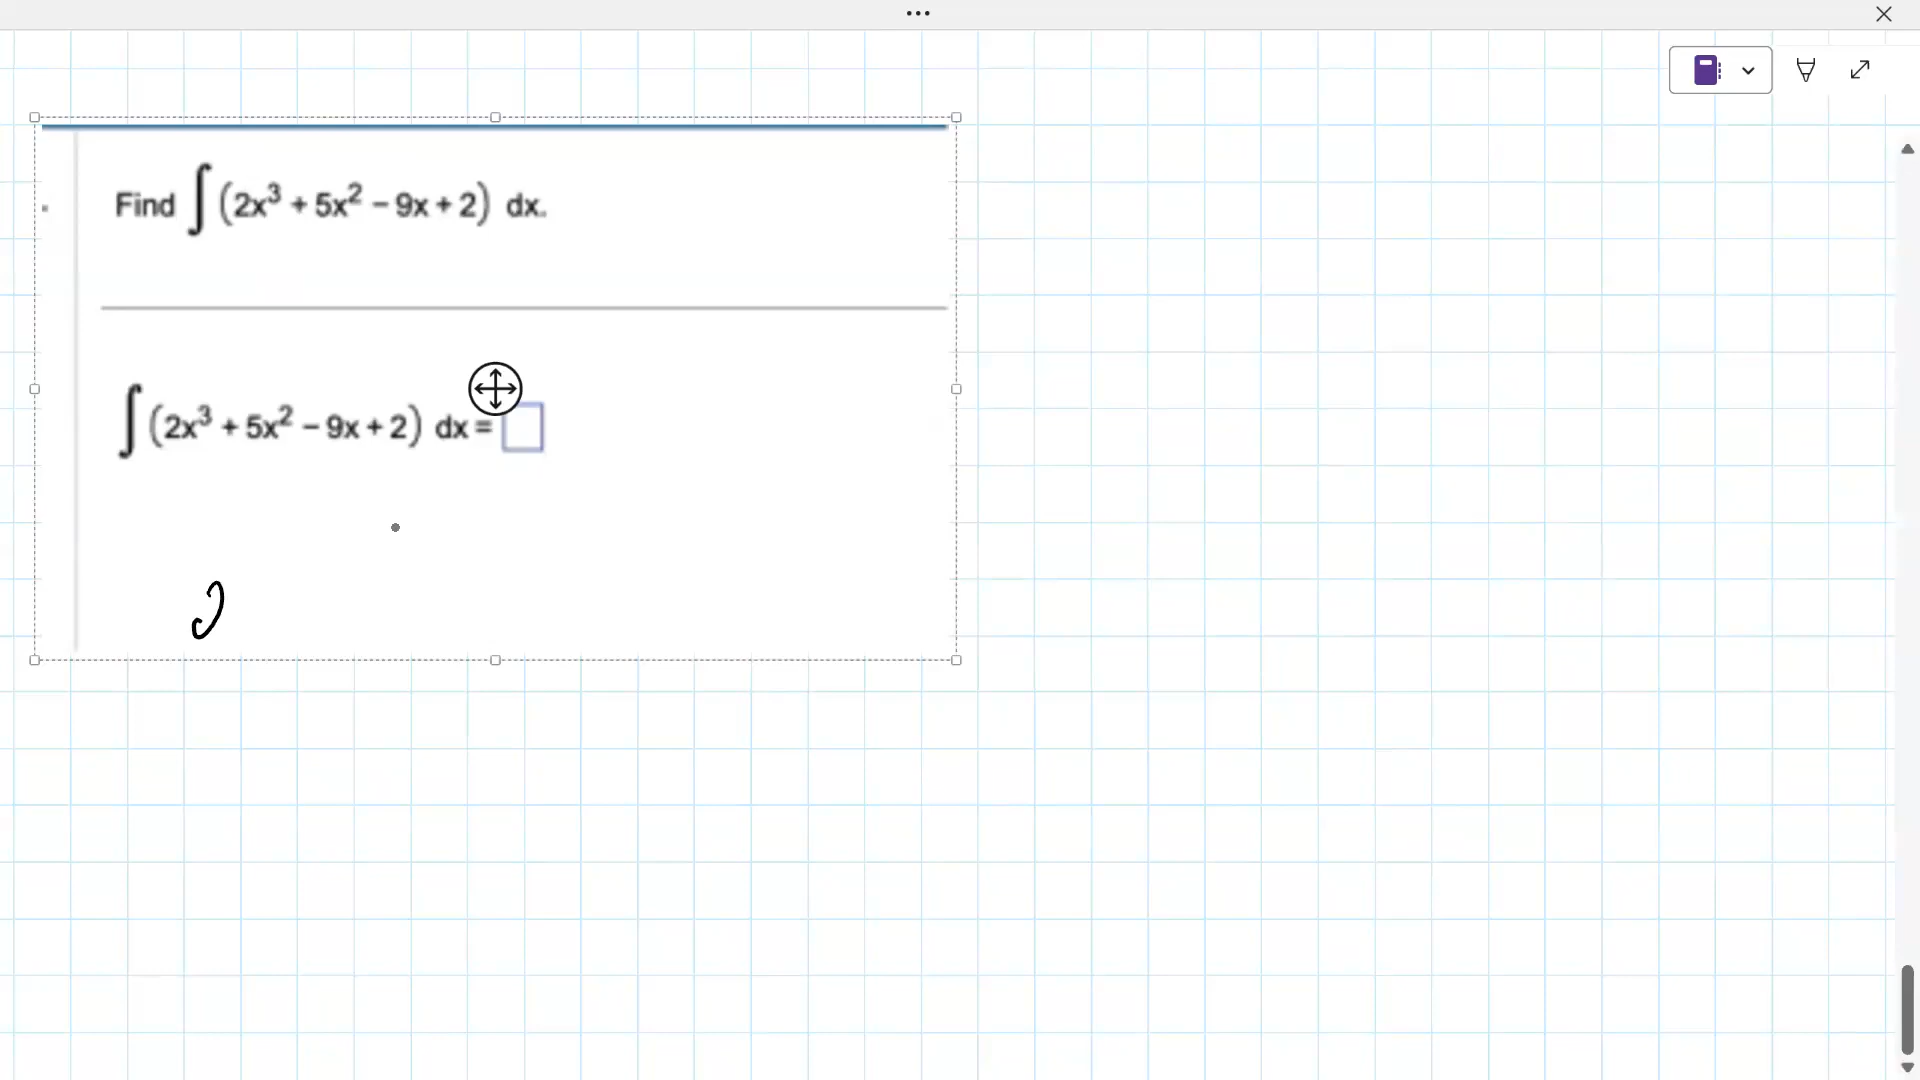 Find ∫(2x³ + 5x² − 9x + 2) dx.
∫(2x³ + 5x² − 9x + 2) dx =
∫